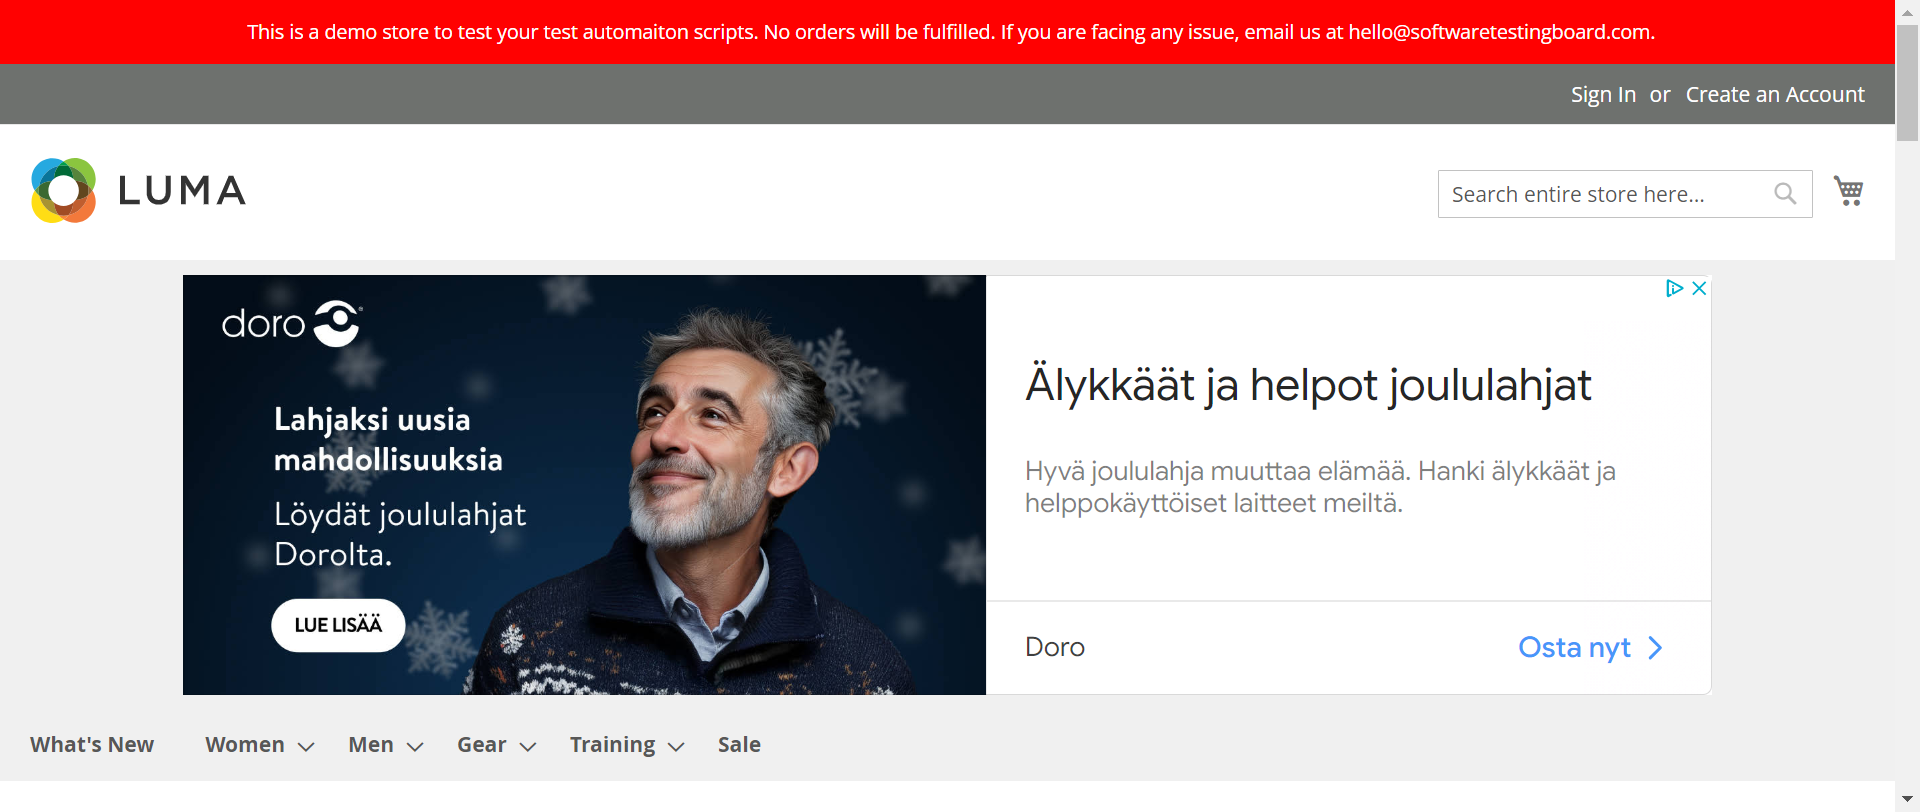 This is a demo store to test your test automaiton scripts. No orders will be fulfilled. If you are facing any issue, email us at hello@softwaretestingboard.com.
Sign In or Create an Account
LUMA
Search entire store here...
doro
Lahjaksi uusia
mahdollisuuksia
Löydät joululahjat
Dorolta.
LUE LISÄÄ
Älykkäät ja helpot joululahjat
Hyvä joululahja muuttaa elämää. Hanki älykkäät ja
helppokäyttöiset laitteet meiltä.
Doro
Osta nyt
What's New Women Men Gear Training Sale